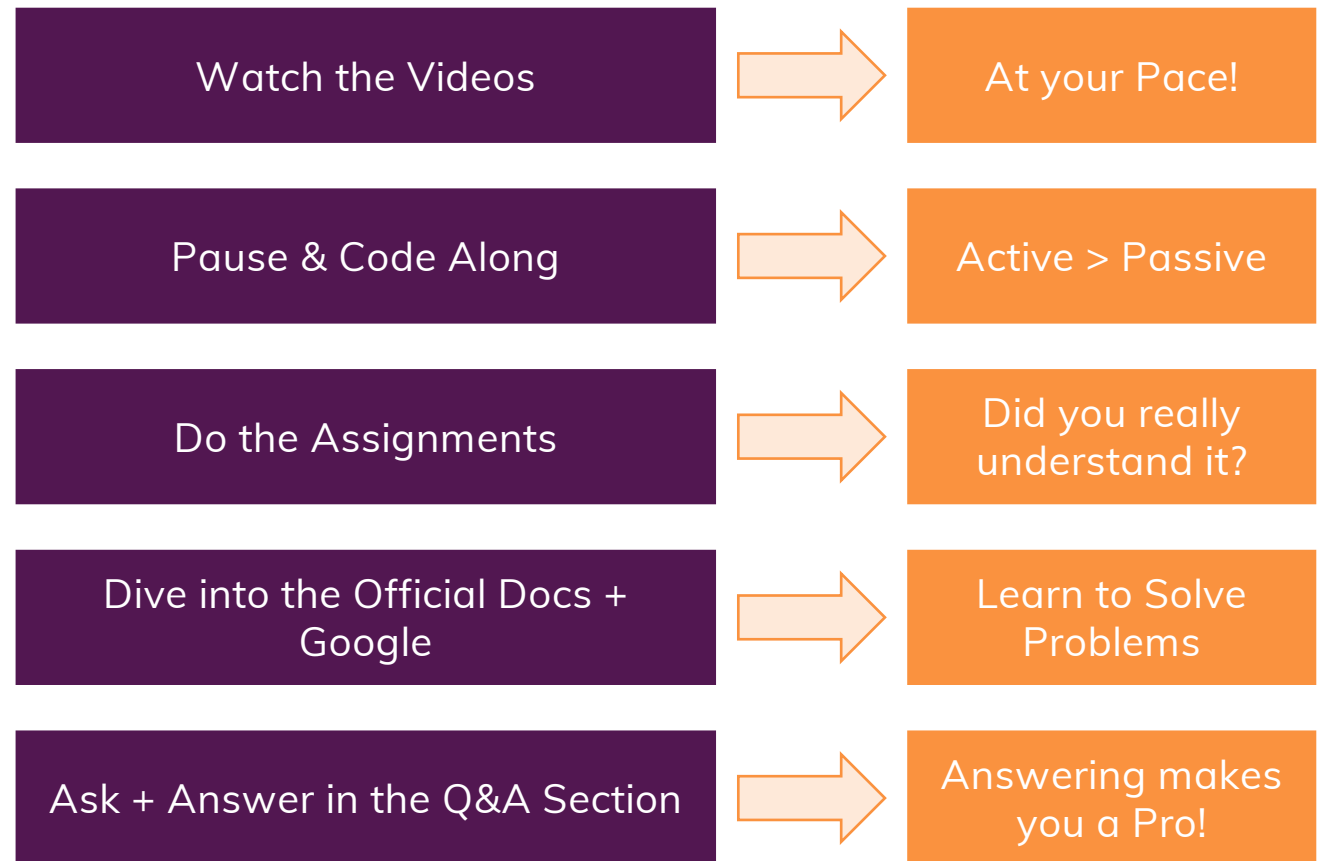 Watch the Videos
At your Pace!
Pause & Code Along
Active > Passive
Do the Assignments
Did you really
understand it?
Dive into the Official Docs +
Google
Learn to Solve
Problems
Ask + Answer in the Q&A Section
Answering makes
you a Pro!